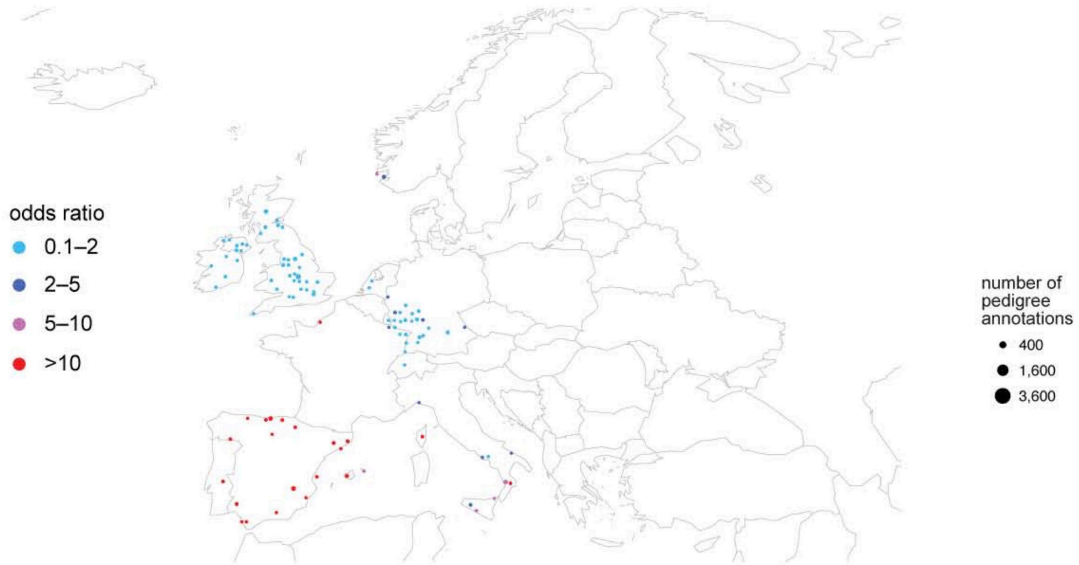 odds ratio
0.1–2
2–5
5–10
>10
number of
pedigree
annotations
400
1,600
3,600